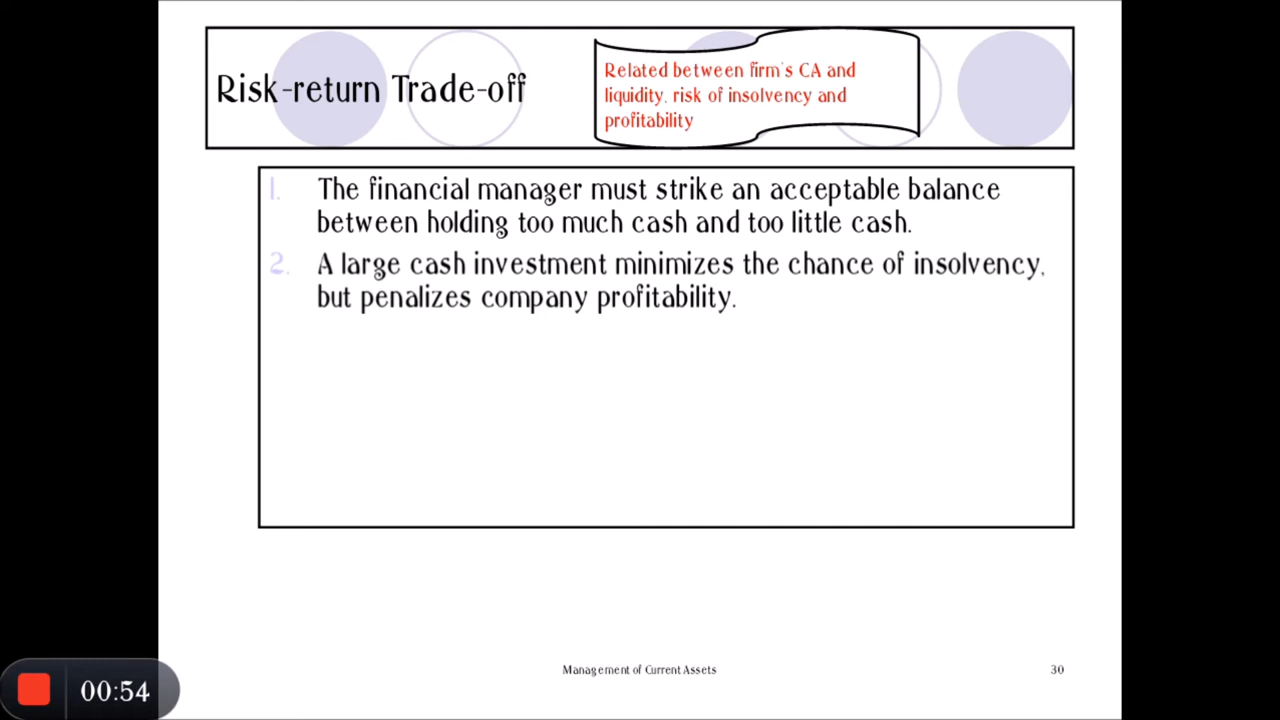 Risk-return Trade-off
Related between firm's CA and
liquidity, risk of insolvency and
profitability
1. The financial manager must strike an acceptable balance
between holding too much cash and too little cash.
2. A large cash investment minimizes the chance of insolvency,
but penalizes company profitability.
Management of Current Assets
30
00:54